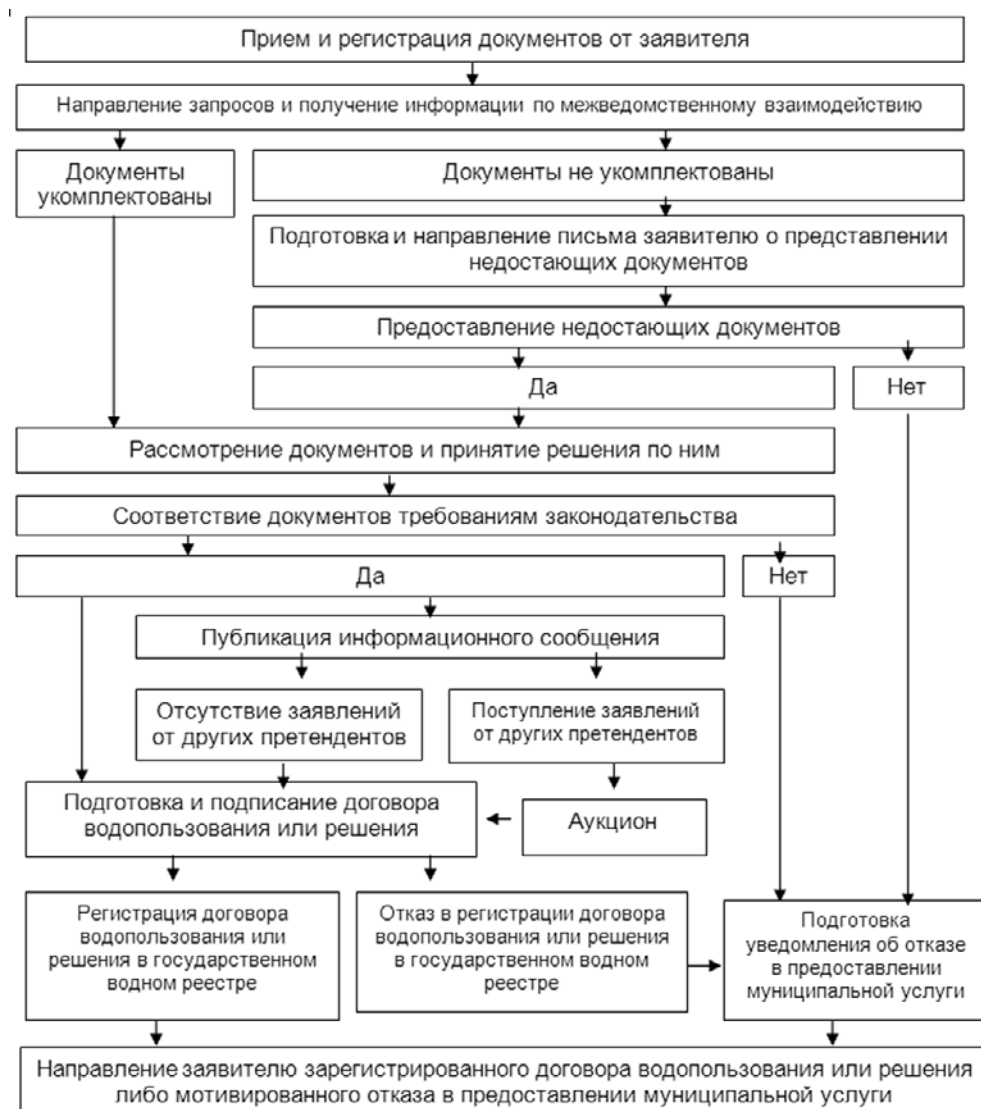 Прием и регистрация документов от заявителя
Направление запросов и получение информации по межведомственному взаимодействию
Документы
укомплектованы
Документы не укомплектованы
Подготовка и направление письма заявителю о представлении
недостающих документов
Предоставление недостающих документов
Да
Нет
Рассмотрение документов и принятие решения по ним
Соответствие документов требованиям законодательства
Да
Нет
Публикация информационного сообщения
Отсутствие заявлений
от других претендентов
Поступление заявлений
от других претендентов
Подготовка и подписание договора
водопользования или решения
Аукцион
Регистрация договора
водопользования или
решения в государственном
водном реестре
Отказ в регистрации договора
водопользования или решения
в государственном водном
реестре
Подготовка
уведомления об отказе
в предоставлении
муниципальной услуги
Направление заявителю зарегистрированного договора водопользования или решения
либо мотивированного отказа в предоставлении муниципальной услуги